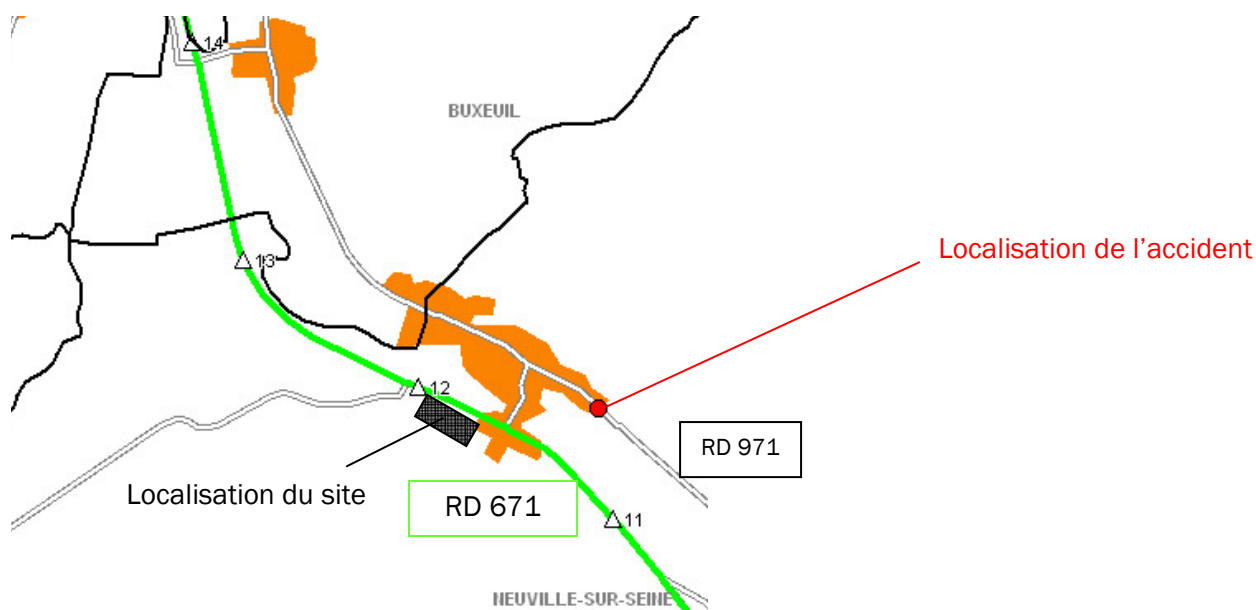 14
BUXEUIL
Localisation de l’accident
13
12
RD 971
Localisation du site
RD 671
11
NEUVILLE-SUR-SEINE